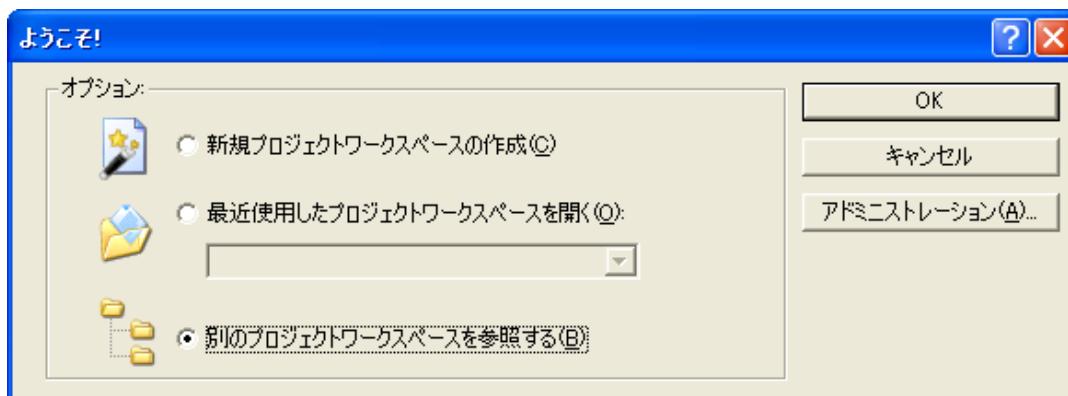 ようこそ!
オプション:
新規プロジェクトワークスペースの作成(C)
最近使用したプロジェクトワークスペースを開く(O):
別のプロジェクトワークスペースを参照する(B)
OK
キャンセル
アドミニストレーション(A)...